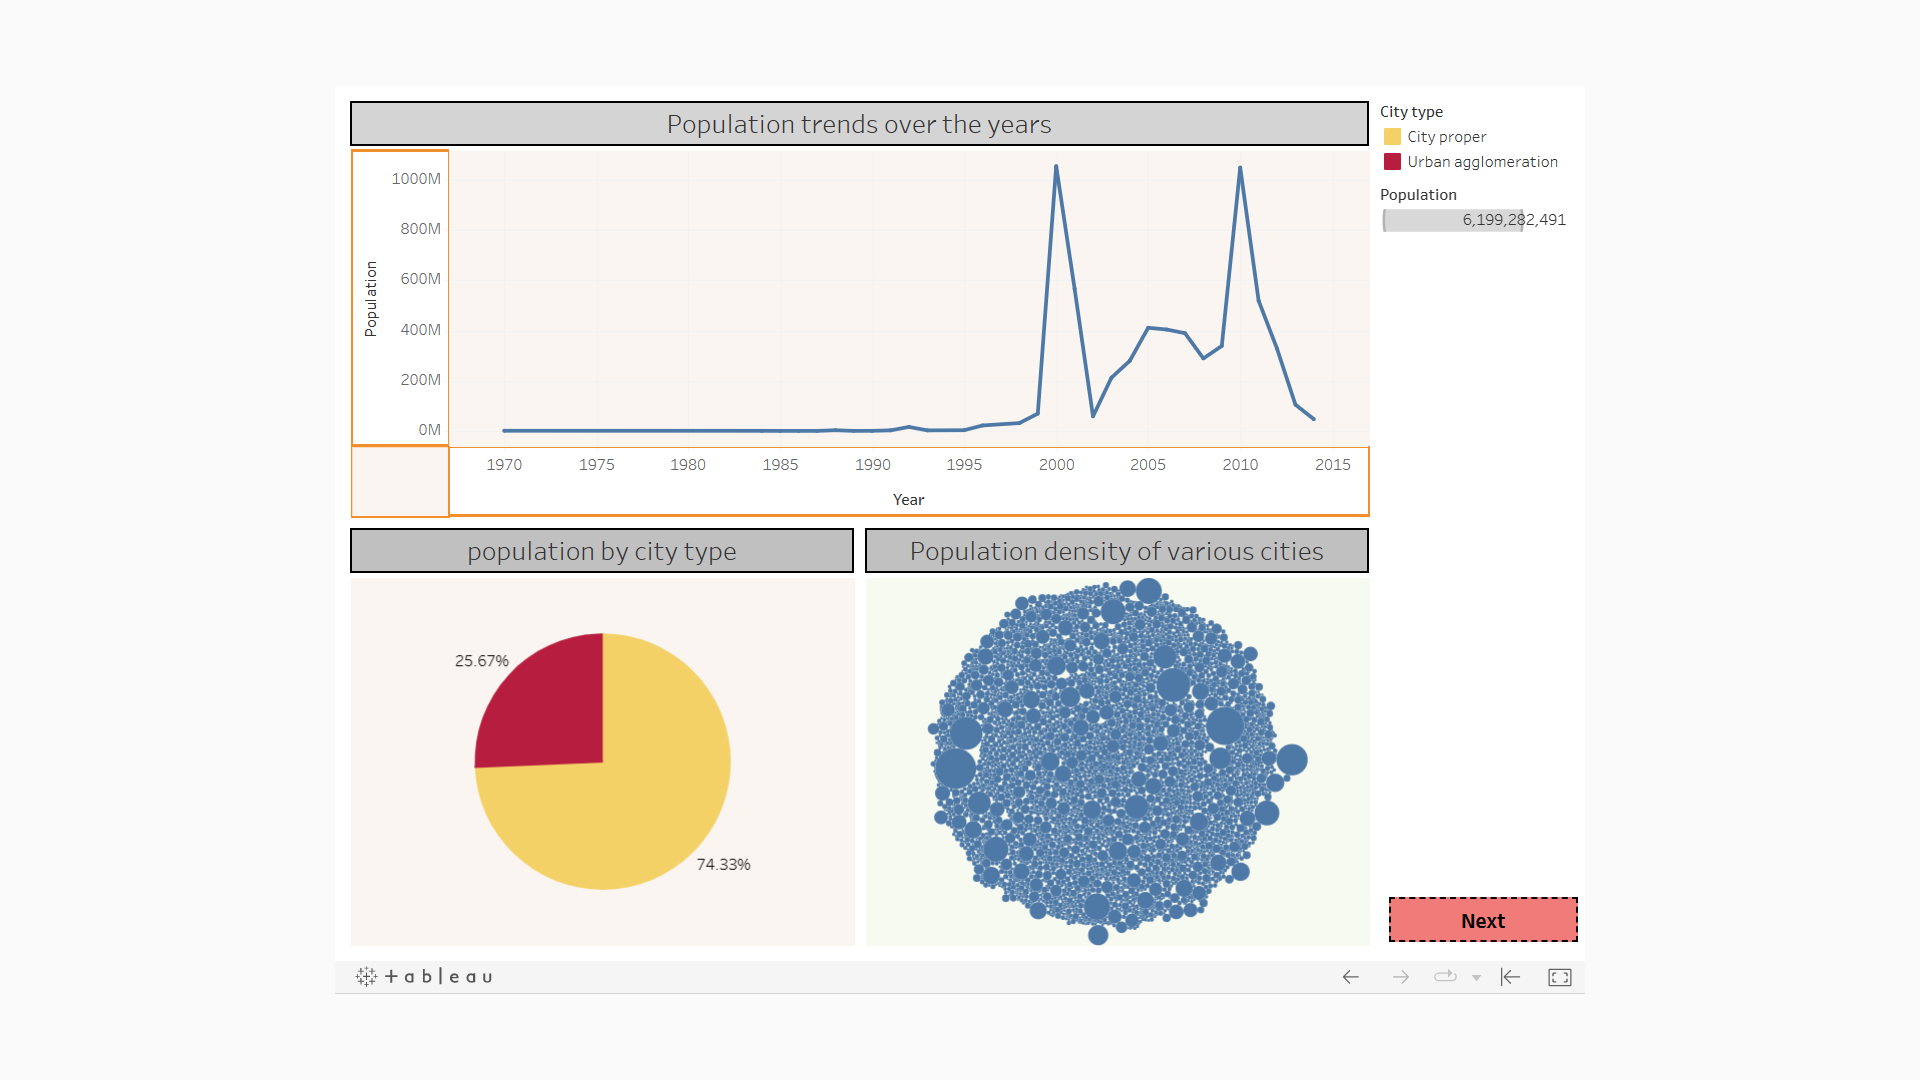 Population trends over the years
City type
City proper
Urban agglomeration
Population
6,199,282,491
Population
1000M
800M
600M
400M
200M
0M
1970 1975 1980 1985 1990 1995 2000 2005 2010 2015
Year
population by city type
Population density of various cities
25.67%
74.33%
Next
+ableau